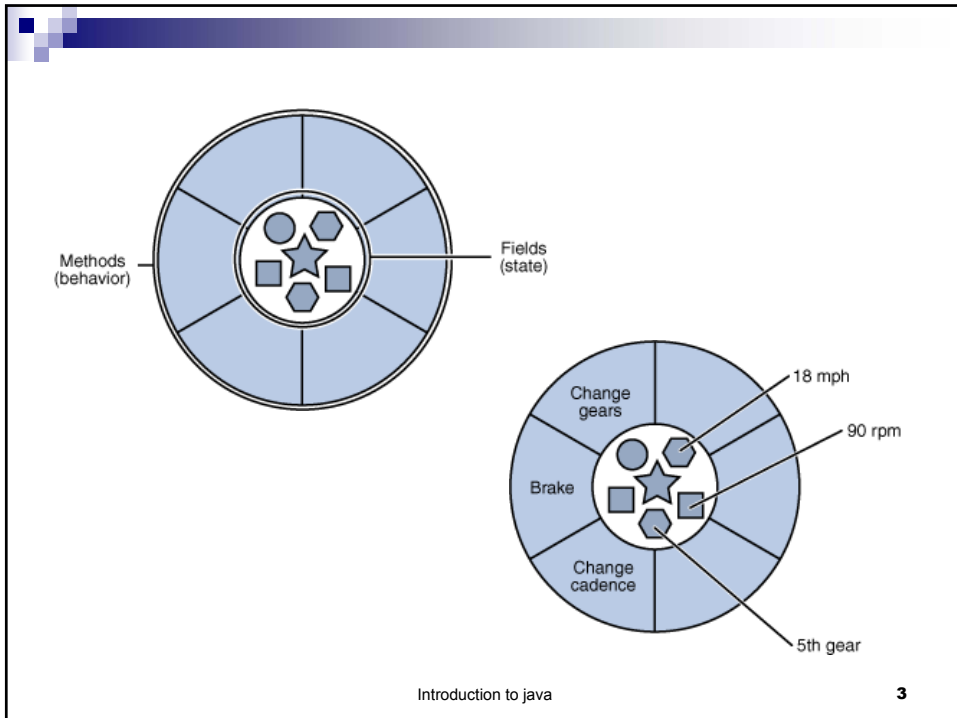 Methods
(behavior)
Fields
(state)
Change
gears
Brake
Change
cadence
18 mph
90 rpm
5th gear
Introduction to java
3